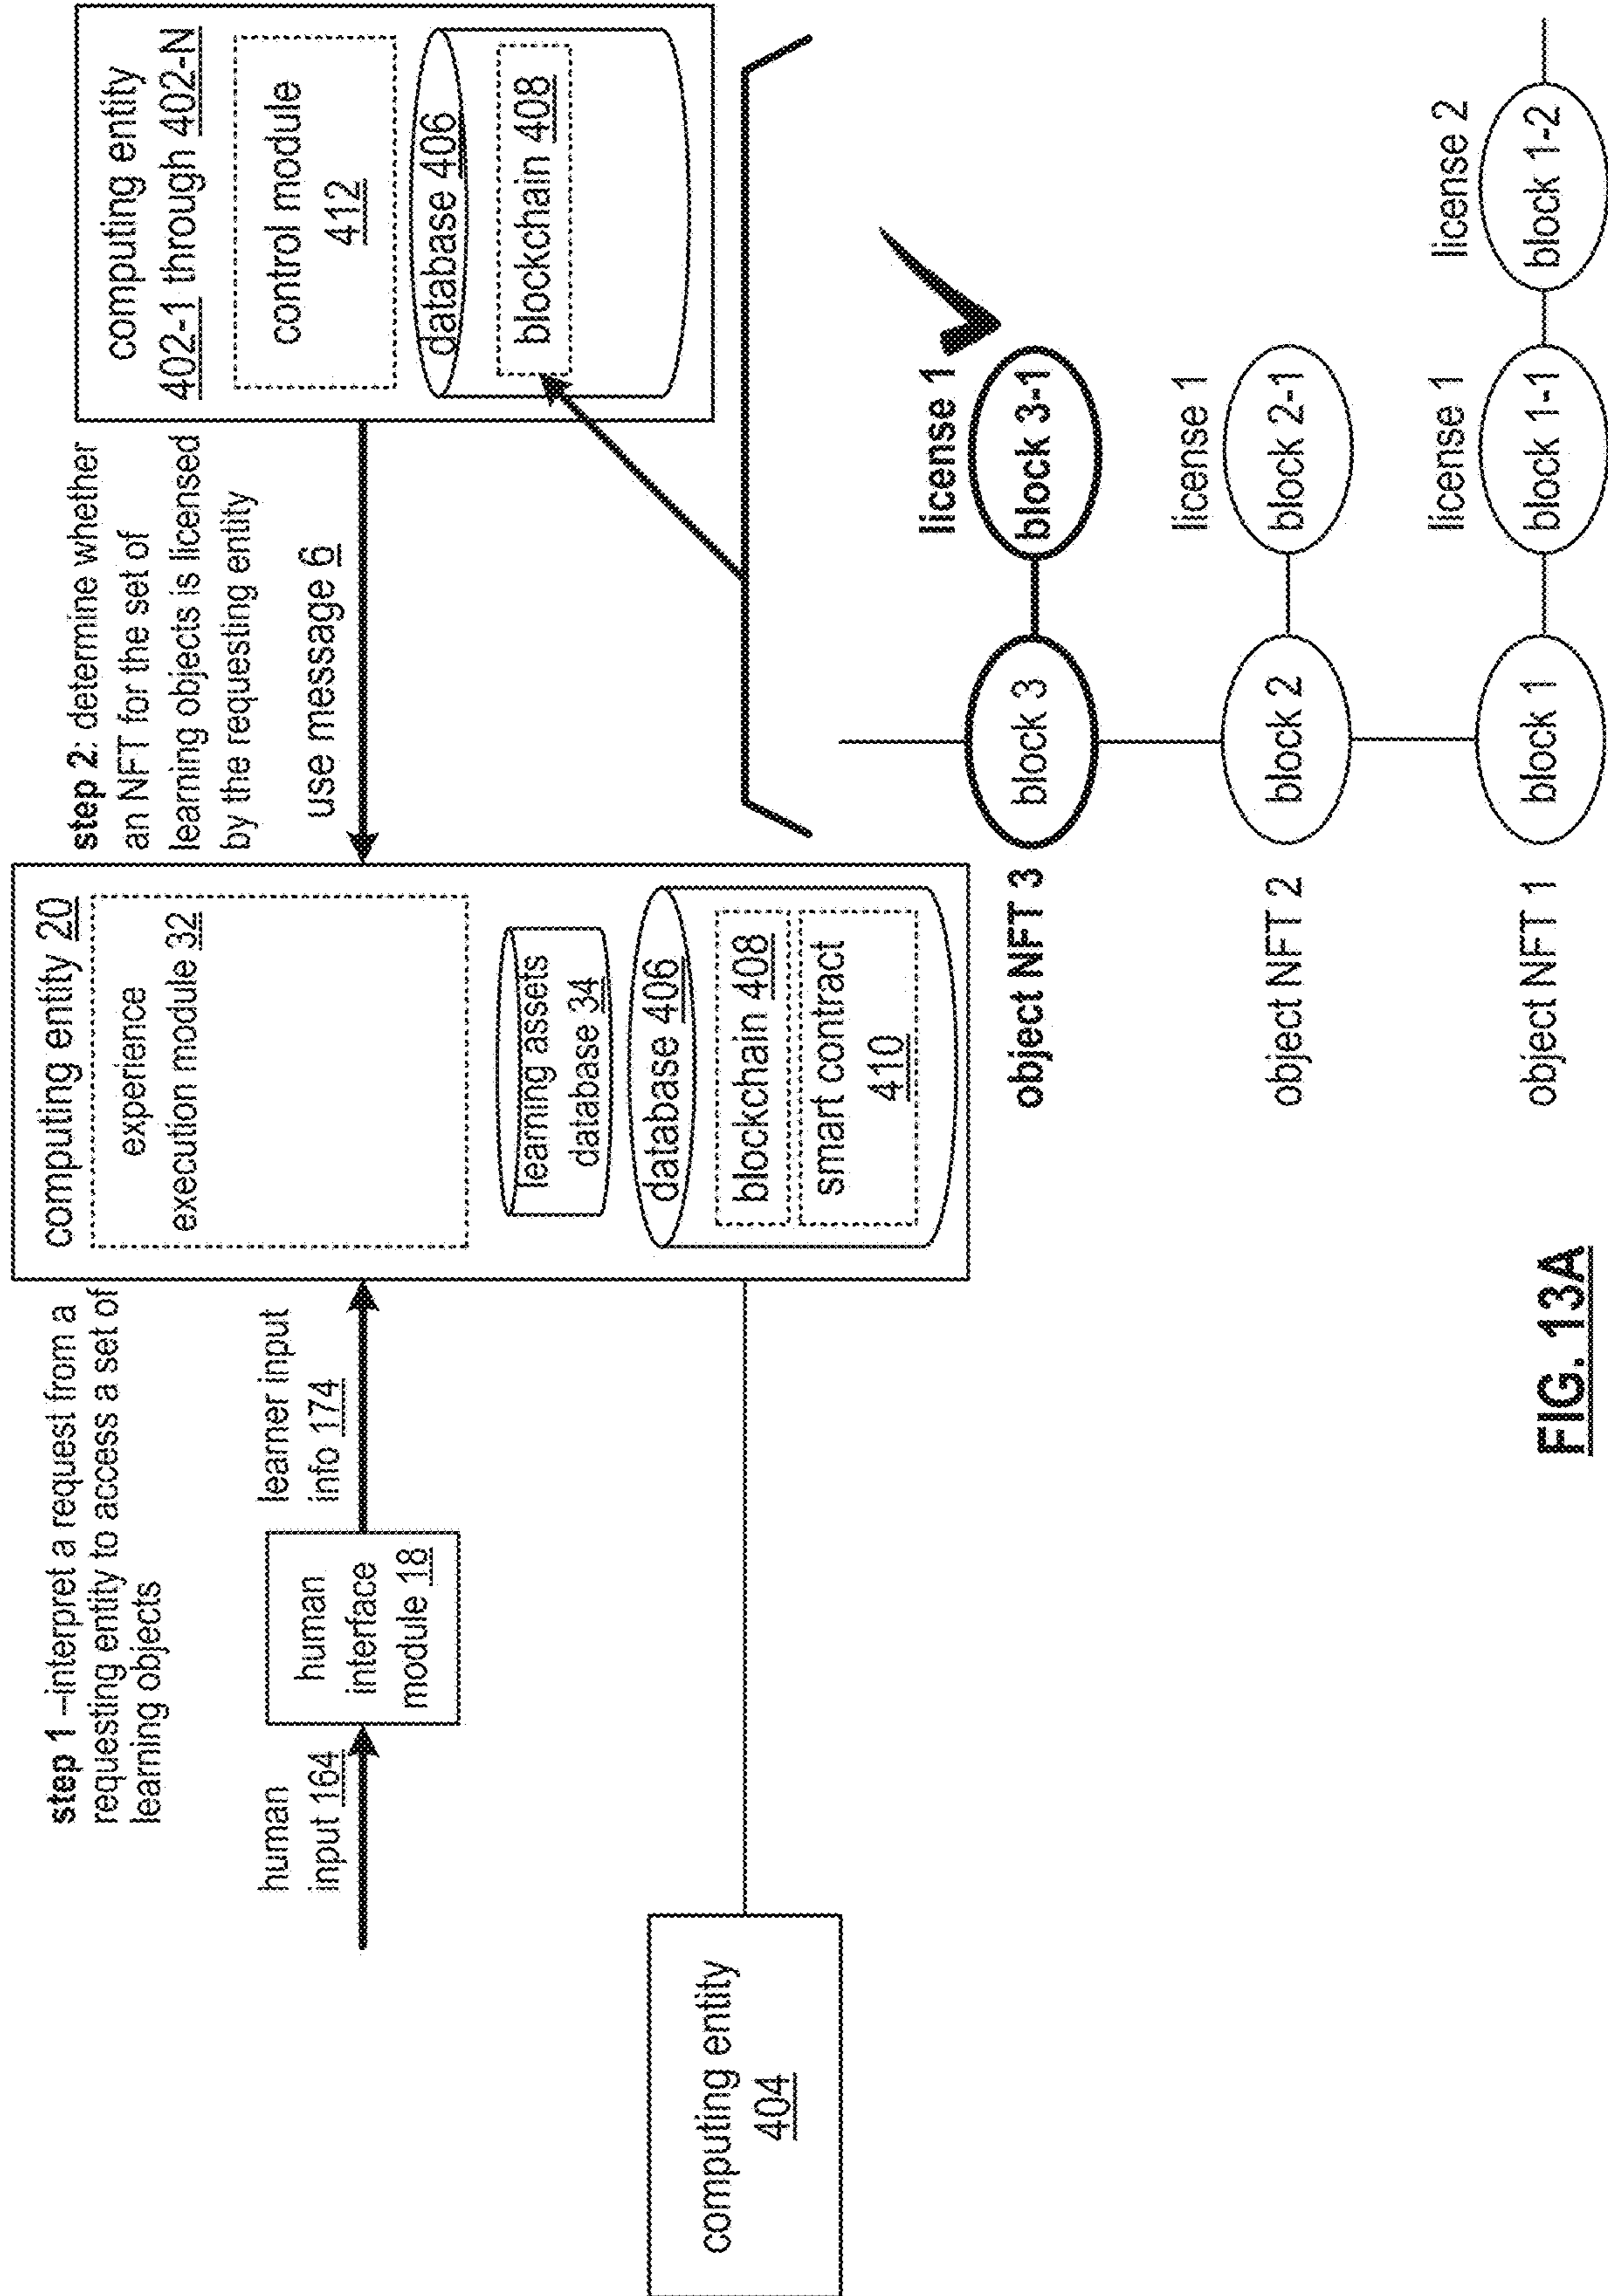 step 1 –interpret a request from a
requesting entity to access a set of
learning objects
human
input 164
human
interface
module 18
learner input
info 174
computing entity
404
computing entity 20
experience
execution module 32
learning assets
database 34
database 406
blockchain 408
smart contract
410
step 2: determine whether
an NFT for the set of
learning objects is licensed
by the requesting entity
use message 6
computing entity
402-1 through 402-N
control module
412
database 406
blockchain 408
object NFT 3
block 3
license 1
block 3-1
object NFT 2
block 2
license 1
block 2-1
object NFT 1
block 1
license 1
block 1-1
license 2
block 1-2
FIG. 13A